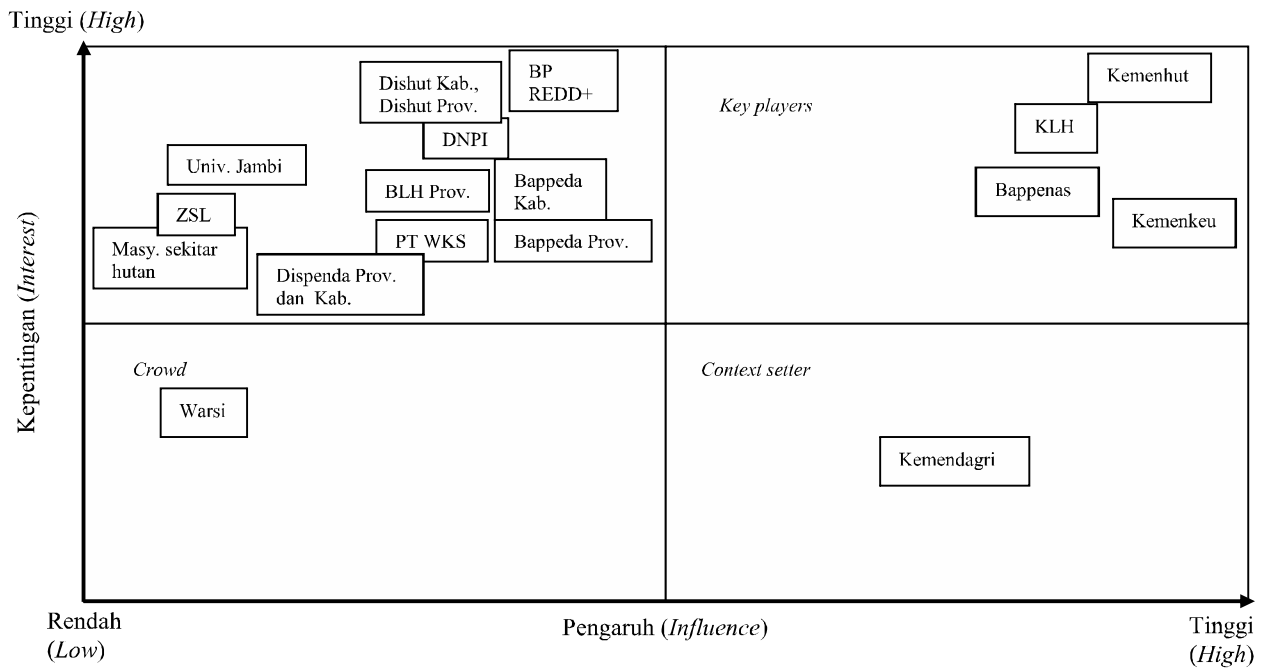 Tinggi (High)
Dishut Kab.,
Dishut Prov.
BP
REDD+
DNPI
Univ. Jambi
BLH Prov.
Bappeda
Kab.
ZSL
Masy. sekitar
hutan
PT WKS
Bappeda Prov.
Dispenda Prov.
dan Kab.
Key players
Kemenhut
KLH
Bappenas
Kemenkeu
Kepentingan (Interest)
Crowd
Warsi
Context setter
Kemendagri
Rendah
(Low)
Pengaruh (Influence)
Tinggi
(High)